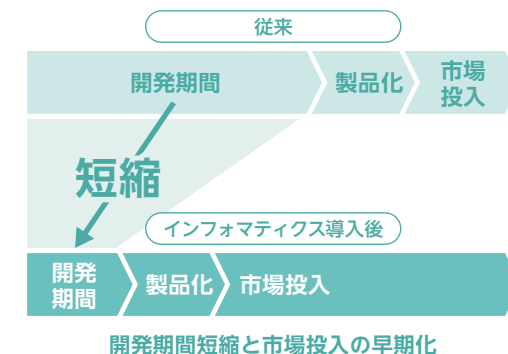 従来
開発期間
製品化
市場
投入
短縮
インフォマティクス導入後
開発
期間
製品化
市場投入
開発期間短縮と市場投入の早期化